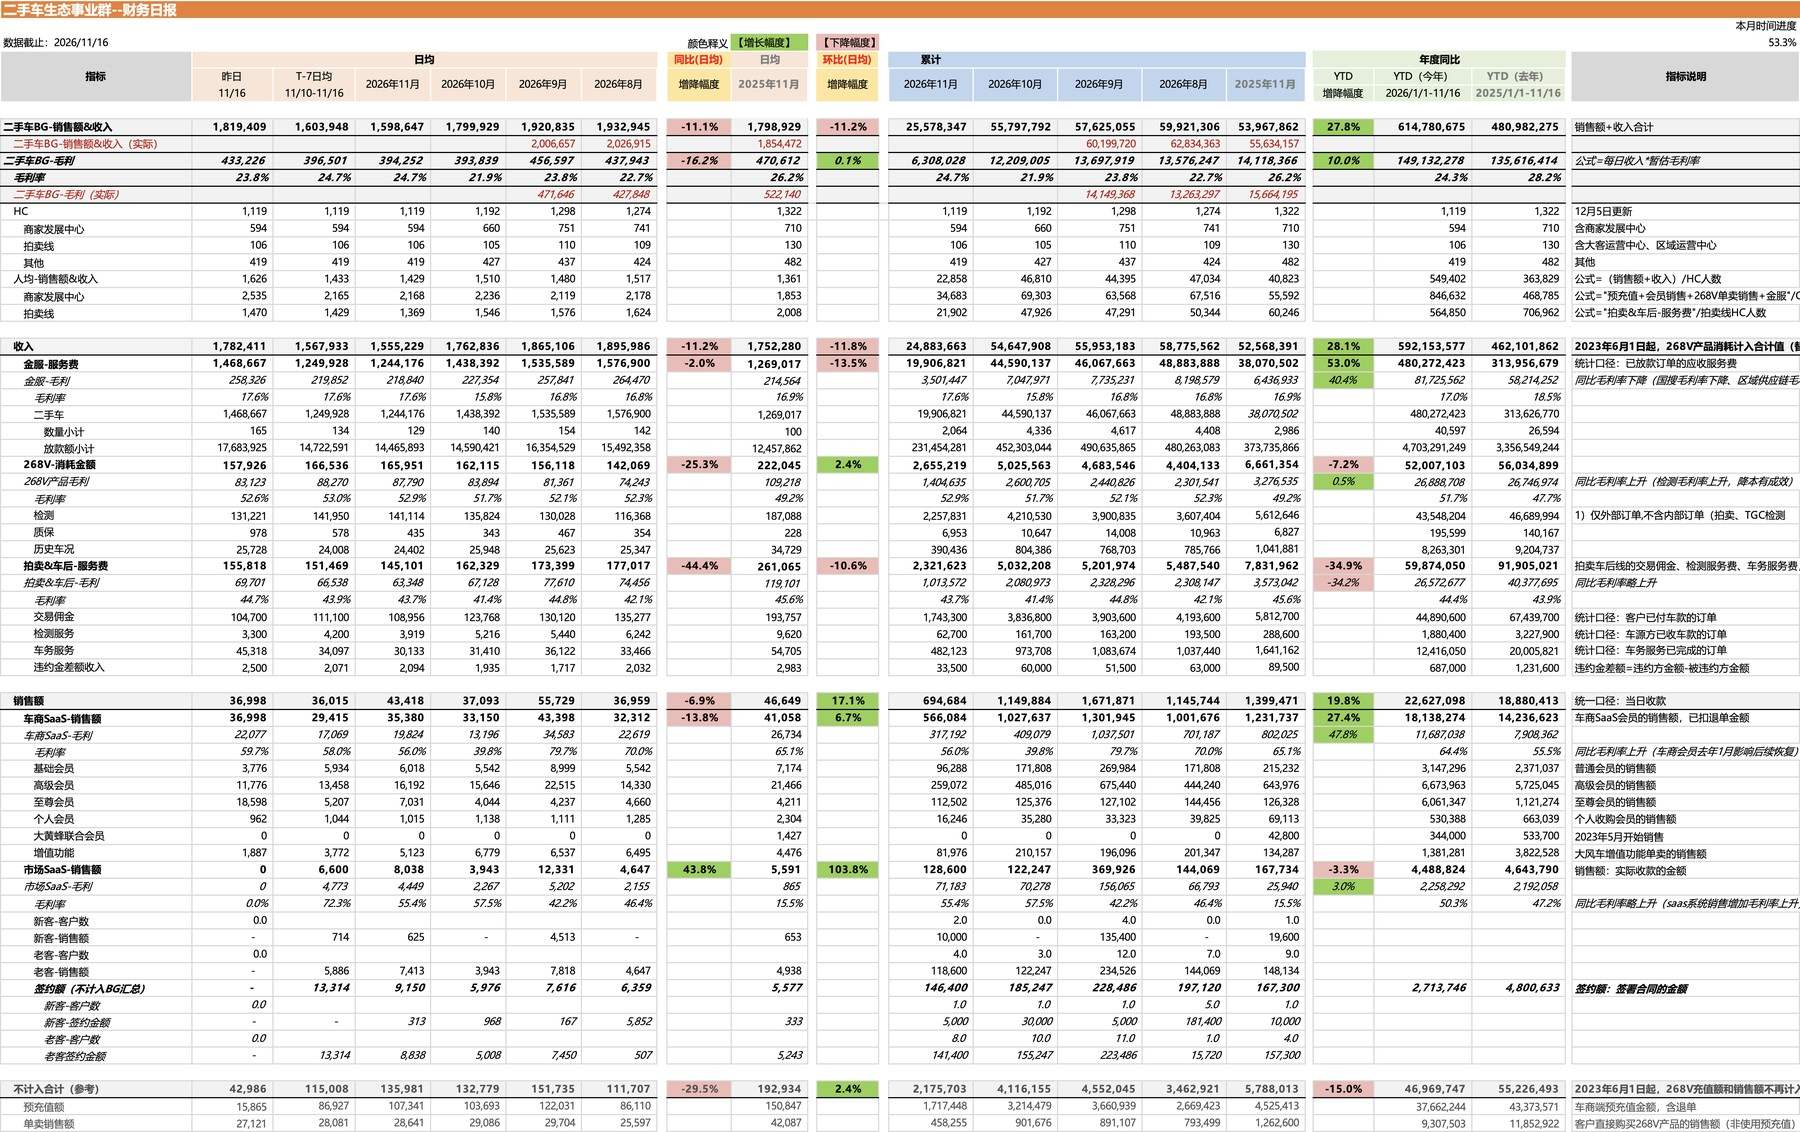 二手车生态事业群--财务日报
本月时间进度
数据截止：2026/11/16 颜色释义 【增长幅度】 【下降幅度】 53.3%
指标 日均 同比(日均) 日均 环比(日均) 累计 年度同比 指标说明
昨日 T-7日均 2026年11月 2026年10月 2026年9月 2026年8月 增降幅度 2025年11月 增降幅度 2026年11月 2026年10月 2026年9月 2026年8月 2025年11月 YTD YTD（今年） YTD（去年）
11/16 11/10-11/16 增降幅度 2026/1/1-11/16 2025/1/1-11/16
二手车BG-销售额&收入 1,819,409 1,603,948 1,598,647 1,799,929 1,920,835 1,932,945 -11.1% 1,798,929 -11.2% 25,578,347 55,797,792 57,625,055 59,921,306 53,967,862 27.8% 614,780,675 480,982,275 销售额+收入合计
二手车BG-销售额&收入（实际） 2,006,657 2,026,915 1,854,472 60,199,720 62,834,363 55,634,157
二手车BG-毛利 433,226 396,501 394,252 393,839 456,597 437,943 -16.2% 470,612 0.1% 6,308,028 12,209,005 13,697,919 13,576,247 14,118,366 10.0% 149,132,278 135,616,414 公式=每日收入*暂估毛利率
毛利率 23.8% 24.7% 24.7% 21.9% 23.8% 22.7% 26.2% 24.7% 21.9% 23.8% 22.7% 26.2% 24.3% 28.2%
二手车BG-毛利（实际） 471,646 427,848 522,140 14,149,368 13,263,297 15,664,195
HC 1,119 1,119 1,119 1,192 1,298 1,274 1,322 1,119 1,192 1,298 1,274 1,322 1,119 1,322 12月5日更新
商家发展中心 594 594 594 660 751 741 710 594 660 751 741 710 594 710 含商家发展中心
拍卖线 106 106 106 105 110 109 130 106 105 110 109 130 106 130 含大客运营中心、区域运营中心
其他 419 419 419 427 437 424 482 419 427 437 424 482 419 482 其他
人均-销售额&收入 1,626 1,433 1,429 1,510 1,480 1,517 1,361 22,858 46,810 44,395 47,034 40,823 549,402 363,829 公式=（销售额+收入）/HC人数
商家发展中心 2,535 2,165 2,168 2,236 2,119 2,178 1,853 34,683 69,303 63,568 67,516 55,592 846,632 468,785 公式="预充值+会员销售+268V单卖销售+金服"/C
拍卖线 1,470 1,429 1,369 1,546 1,576 1,624 2,008 21,902 47,926 47,291 50,344 60,246 564,850 706,962 公式="拍卖&车后-服务费"/拍卖线HC人数
收入 1,782,411 1,567,933 1,555,229 1,762,836 1,865,106 1,895,986 -11.2% 1,752,280 -11.8% 24,883,663 54,647,908 55,953,183 58,775,562 52,568,391 28.1% 592,153,577 462,101,862 2023年6月1日起，268V产品消耗计入合计值（
金服-服务费 1,468,667 1,249,928 1,244,176 1,438,392 1,535,589 1,576,900 -2.0% 1,269,017 -13.5% 19,906,821 44,590,137 46,067,663 48,883,888 38,070,502 53.0% 480,272,423 313,956,679 统计口径：已放款订单的应收服务费
金服-毛利 258,326 219,852 218,840 227,354 257,841 264,470 214,564 3,501,447 7,047,971 7,735,231 8,198,579 6,436,933 40.4% 81,725,562 58,214,252 同比毛利率下降（国搜毛利率下降、区域供应链毛
毛利率 17.6% 17.6% 17.6% 15.8% 16.8% 16.8% 16.9% 17.6% 15.8% 16.8% 16.8% 16.9% 17.0% 18.5%
二手车 1,468,667 1,249,928 1,244,176 1,438,392 1,535,589 1,576,900 1,269,017 19,906,821 44,590,137 46,067,663 48,883,888 38,070,502 480,272,423 313,626,770
数量小计 165 134 129 140 154 142 100 2,064 4,336 4,617 4,408 2,986 40,597 26,594
放款额小计 17,683,925 14,722,591 14,465,893 14,590,421 16,354,529 15,492,358 12,457,862 231,454,281 452,303,044 490,635,865 480,263,083 373,735,866 4,703,291,249 3,356,549,244
268V-消耗金额 157,926 166,536 165,951 162,115 156,118 142,069 -25.3% 222,045 2.4% 2,655,219 5,025,563 4,683,546 4,404,133 6,661,354 -7.2% 52,007,103 56,034,899
268V产品毛利 83,123 88,270 87,790 83,894 81,361 74,243 109,218 1,404,635 2,600,705 2,440,826 2,301,541 3,276,535 0.5% 26,888,708 26,746,974 同比毛利率上升（检测毛利率上升，降本有成效）
毛利率 52.6% 53.0% 52.9% 51.7% 52.1% 52.3% 49.2% 52.9% 51.7% 52.1% 52.3% 49.2% 51.7% 47.7%
检测 131,221 141,950 141,114 135,824 130,028 116,368 187,088 2,257,831 4,210,530 3,900,835 3,607,404 5,612,646 43,548,204 46,689,994 1）仅外部订单,不含内部订单（拍卖、TGC检测
质保 978 578 435 343 467 354 228 6,953 10,647 14,008 10,963 6,827 195,599 140,167
历史车况 25,728 24,008 24,402 25,948 25,623 25,347 34,729 390,436 804,386 768,703 785,766 1,041,881 8,263,301 9,204,737
拍卖&车后-服务费 155,818 151,469 145,101 162,329 173,399 177,017 -44.4% 261,065 -10.6% 2,321,623 5,032,208 5,201,974 5,487,540 7,831,962 -34.9% 59,874,050 91,905,021 拍卖车后线的交易佣金、检测服务费、车务服务费
拍卖&车后-毛利 69,701 66,538 63,348 67,128 77,610 74,456 119,101 1,013,572 2,080,973 2,328,296 2,308,147 3,573,042 -34.2% 26,572,677 40,377,695 同比毛利率略上升
毛利率 44.7% 43.9% 43.7% 41.4% 44.8% 42.1% 45.6% 43.7% 41.4% 44.8% 42.1% 45.6% 44.4% 43.9%
交易佣金 104,700 111,100 108,956 123,768 130,120 135,277 193,757 1,743,300 3,836,800 3,903,600 4,193,600 5,812,700 44,890,600 67,439,700 统计口径：客户已付车款的订单
检测服务 3,300 4,200 3,919 5,216 5,440 6,242 9,620 62,700 161,700 163,200 193,500 288,600 1,880,400 3,227,900 统计口径：车源方已收车款的订单
车务服务 45,318 34,097 30,133 31,410 36,122 33,466 54,705 482,123 973,708 1,083,674 1,037,440 1,641,162 12,416,050 20,005,821 统计口径：车务服务已完成的订单
违约金差额收入 2,500 2,071 2,094 1,935 1,717 2,032 2,983 33,500 60,000 51,500 63,000 89,500 687,000 1,231,600 违约金差额=违约方金额-被违约方金额
销售额 36,998 36,015 43,418 37,093 55,729 36,959 -6.9% 46,649 17.1% 694,684 1,149,884 1,671,871 1,145,744 1,399,471 19.8% 22,627,098 18,880,413 统一口径：当日收款
车商SaaS-销售额 36,998 29,415 35,380 33,150 43,398 32,312 -13.8% 41,058 6.7% 566,084 1,027,637 1,301,945 1,001,676 1,231,737 27.4% 18,138,274 14,236,623 车商SaaS会员的销售额，已扣退单金额
车商SaaS-毛利 22,077 17,069 19,824 13,196 34,583 22,619 26,734 317,192 409,079 1,037,501 701,187 802,025 47.8% 11,687,038 7,908,362
毛利率 59.7% 58.0% 56.0% 39.8% 79.7% 70.0% 65.1% 56.0% 39.8% 79.7% 70.0% 65.1% 64.4% 55.5% 同比毛利率上升（车商会员去年1月影响后续恢复）
基础会员 3,776 5,934 6,018 5,542 8,999 5,542 7,174 96,288 171,808 269,984 171,808 215,232 3,147,296 2,371,037 普通会员的销售额
高级会员 11,776 13,458 16,192 15,646 22,515 14,330 21,466 259,072 485,016 675,440 444,240 643,976 6,673,963 5,725,045 高级会员的销售额
至尊会员 18,598 5,207 7,031 4,044 4,237 4,660 4,211 112,502 125,376 127,102 144,456 126,328 6,061,347 1,121,274 至尊会员的销售额
个人会员 962 1,044 1,015 1,138 1,111 1,285 2,304 16,246 35,280 33,323 39,825 69,113 530,388 663,039 个人收购会员的销售额
大黄蜂联合会员 0 0 0 0 0 0 1,427 0 0 0 0 42,800 344,000 533,700 2023年5月开始销售
增值功能 1,887 3,772 5,123 6,779 6,537 6,495 4,476 81,976 210,157 196,096 201,347 134,287 1,381,281 3,822,528 大风车增值功能单卖的销售额
市场SaaS-销售额 0 6,600 8,038 3,943 12,331 4,647 43.8% 5,591 103.8% 128,600 122,247 369,926 144,069 167,734 -3.3% 4,488,824 4,643,790 销售额：实际收款的金额
市场SaaS-毛利 0 4,773 4,449 2,267 5,202 2,155 865 71,183 70,278 156,065 66,793 25,940 3.0% 2,258,292 2,192,058
毛利率 0.0% 72.3% 55.4% 57.5% 42.2% 46.4% 15.5% 55.4% 57.5% 42.2% 46.4% 15.5% 50.3% 47.2% 同比毛利率略上升（saas系统销售增加毛利率上升
新客-客户数 0.0 2.0 0.0 4.0 0.0 1.0
新客-销售额 - 714 625 - 4,513 - 653 10,000 - 135,400 - 19,600
老客-客户数 0.0 4.0 3.0 12.0 7.0 9.0
老客-销售额 - 5,886 7,413 3,943 7,818 4,647 4,938 118,600 122,247 234,526 144,069 148,134
签约额（不计入BG汇总） - 13,314 9,150 5,976 7,616 6,359 5,577 146,400 185,247 228,486 197,120 167,300 2,713,746 4,800,633 签约额：签署合同的金额
新客-客户数 0.0 1.0 1.0 1.0 5.0 1.0
新客-签约金额 - - 313 968 167 5,852 333 5,000 30,000 5,000 181,400 10,000
老客-客户数 0.0 8.0 10.0 11.0 1.0 4.0
老客签约金额 - 13,314 8,838 5,008 7,450 507 5,243 141,400 155,247 223,486 15,720 157,300
不计入合计（参考） 42,986 115,008 135,981 132,779 151,735 111,707 -29.5% 192,934 2.4% 2,175,703 4,116,155 4,552,045 3,462,921 5,788,013 -15.0% 46,969,747 55,226,493 2023年6月1日起，268V充值额和销售额不再计入
预充值额 15,865 86,927 107,341 103,693 122,031 86,110 150,847 1,717,448 3,214,479 3,660,939 2,669,423 4,525,413 37,662,244 43,373,571 车商端预充值金额，含退单
单卖销售额 27,121 28,081 28,641 29,086 29,704 25,597 42,087 458,255 901,676 891,107 793,499 1,262,600 9,307,503 11,852,922 客户直接购买268V产品的销售额（非使用预充值）